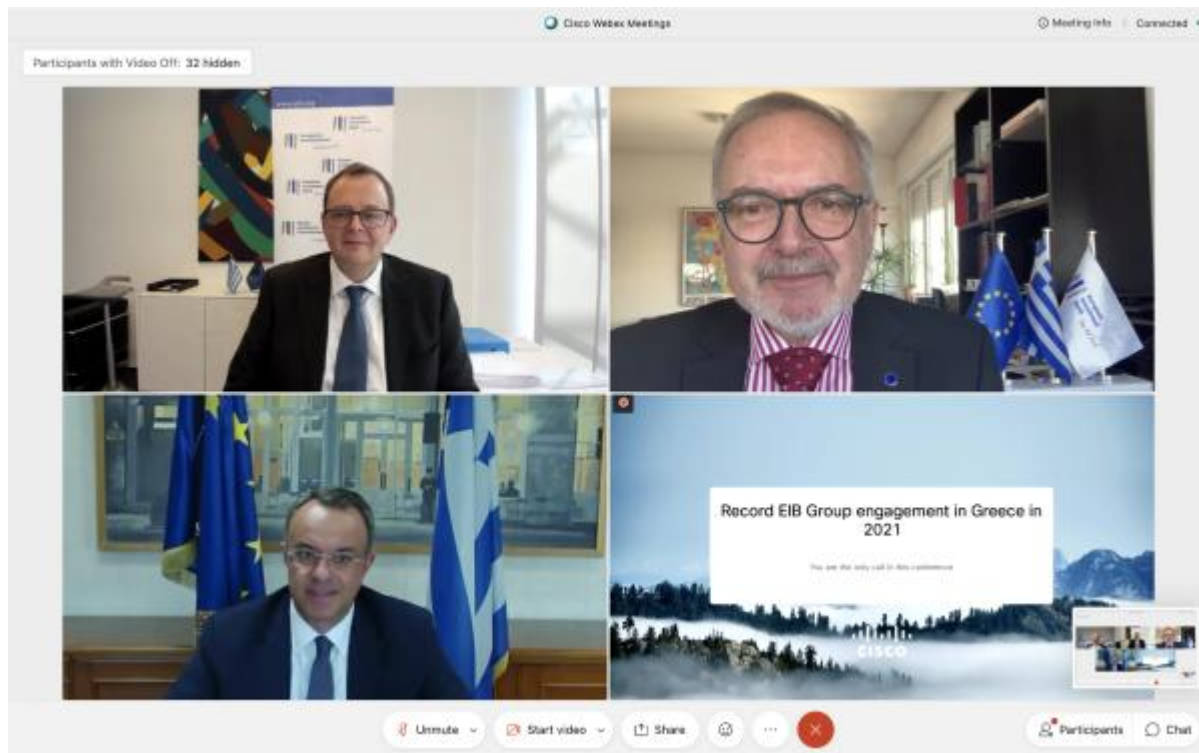 Cisco Webex Meetings
Meeting Info
Connected
Participants with Video Off: 32 hidden
Record EIB Group engagement in Greece in
2021
You are the only call in this conference
CISCO
Unmute
Start video
Share
Participants
Chat